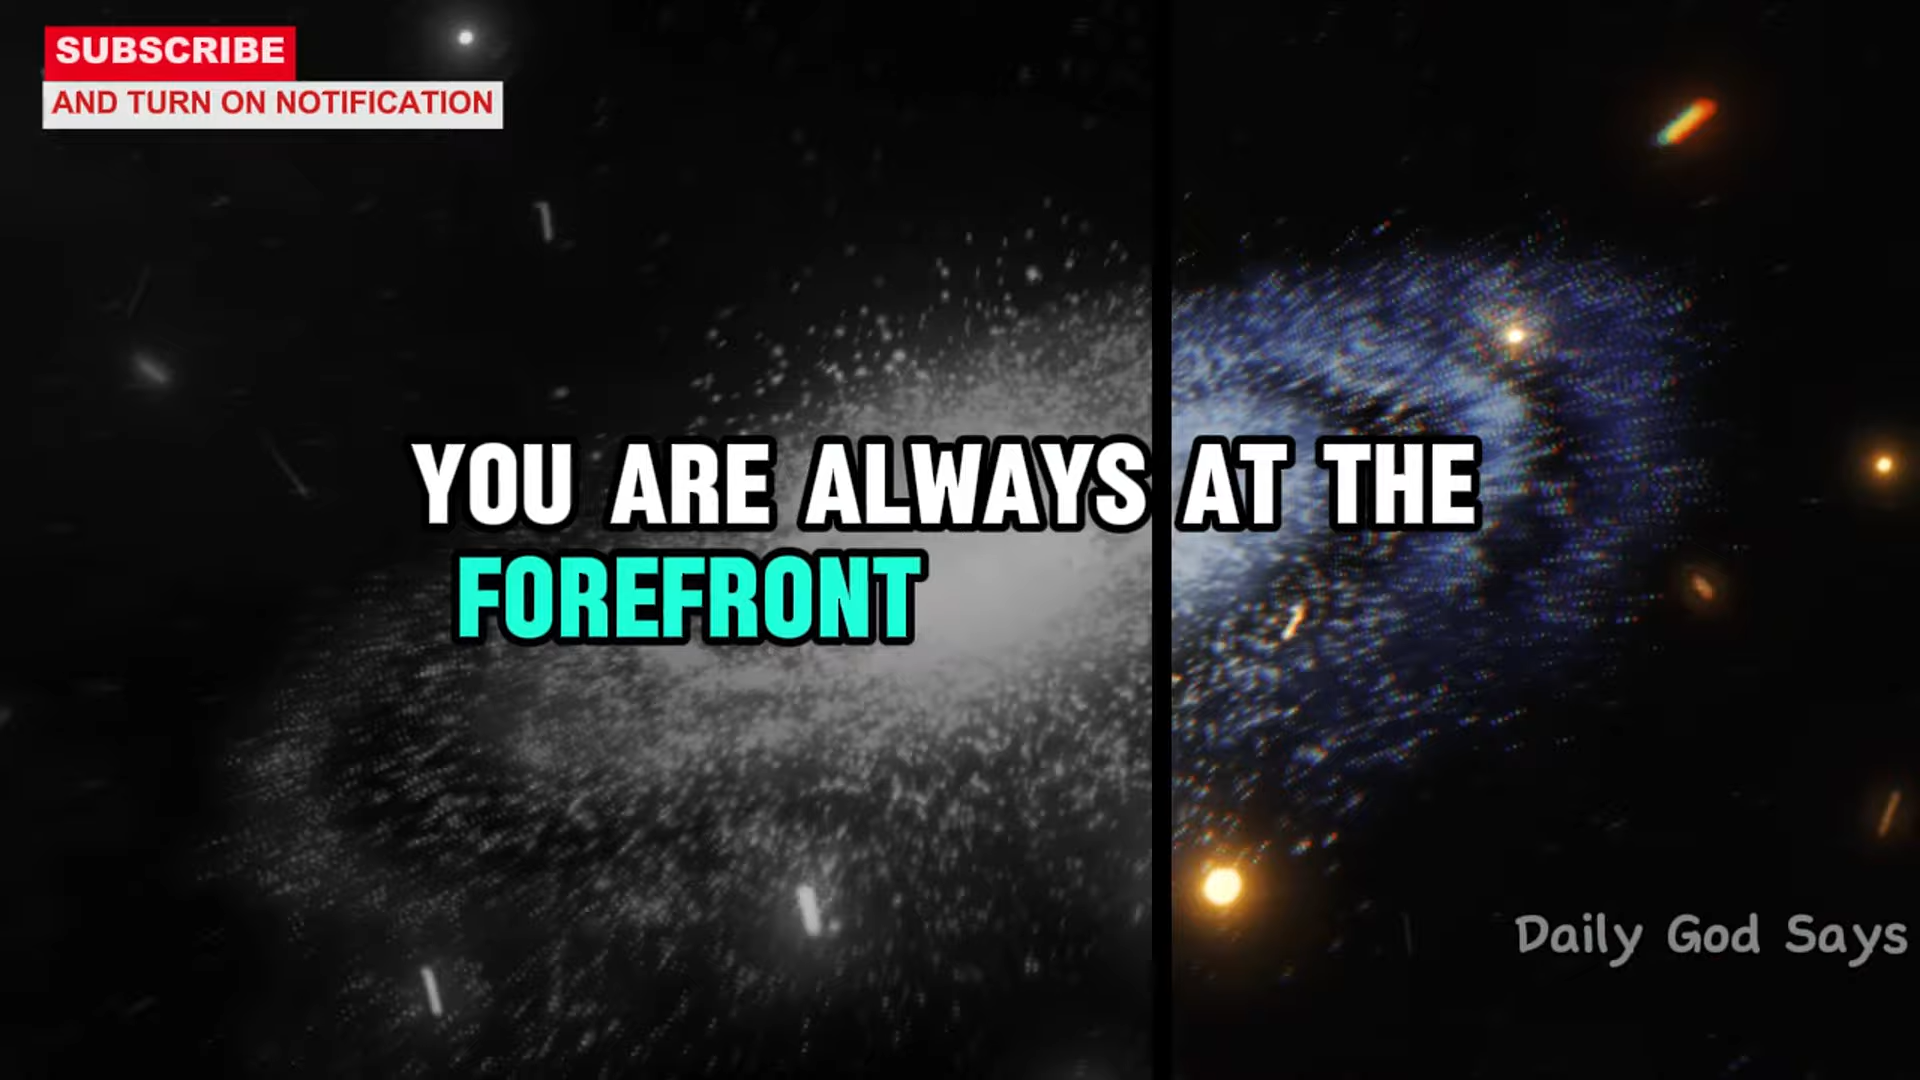 SUBSCRIBE
AND TURN ON NOTIFICATION
YOU ARE ALWAYS AT THE
FOREFRONT
Daily God Says